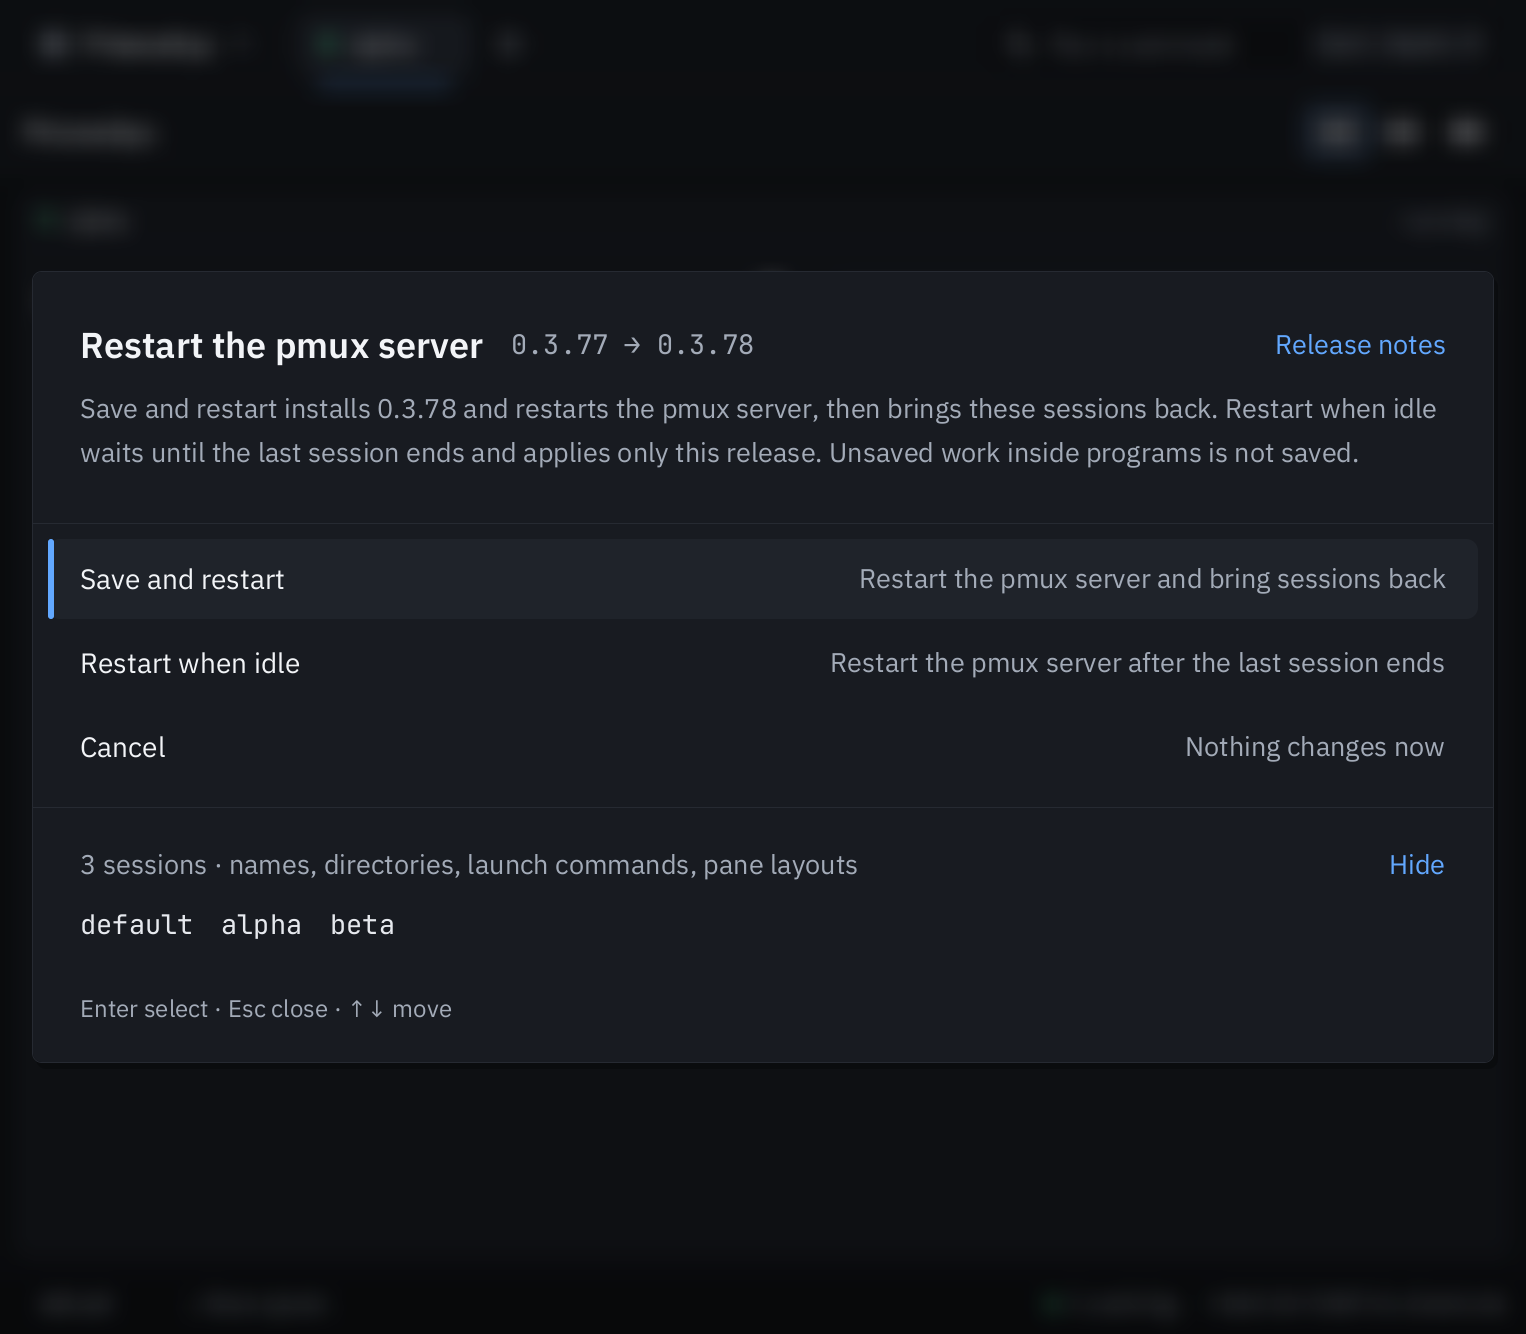 Restart the pmux server 0.3.77 → 0.3.78 Release notes
Save and restart installs 0.3.78 and restarts the pmux server, then brings these sessions back. Restart when idle
waits until the last session ends and applies only this release. Unsaved work inside programs is not saved.
Save and restart Restart the pmux server and bring sessions back
Restart when idle Restart the pmux server after the last session ends
Cancel Nothing changes now
3 sessions · names, directories, launch commands, pane layouts Hide
default alpha beta
Enter select · Esc close · ↑↓ move